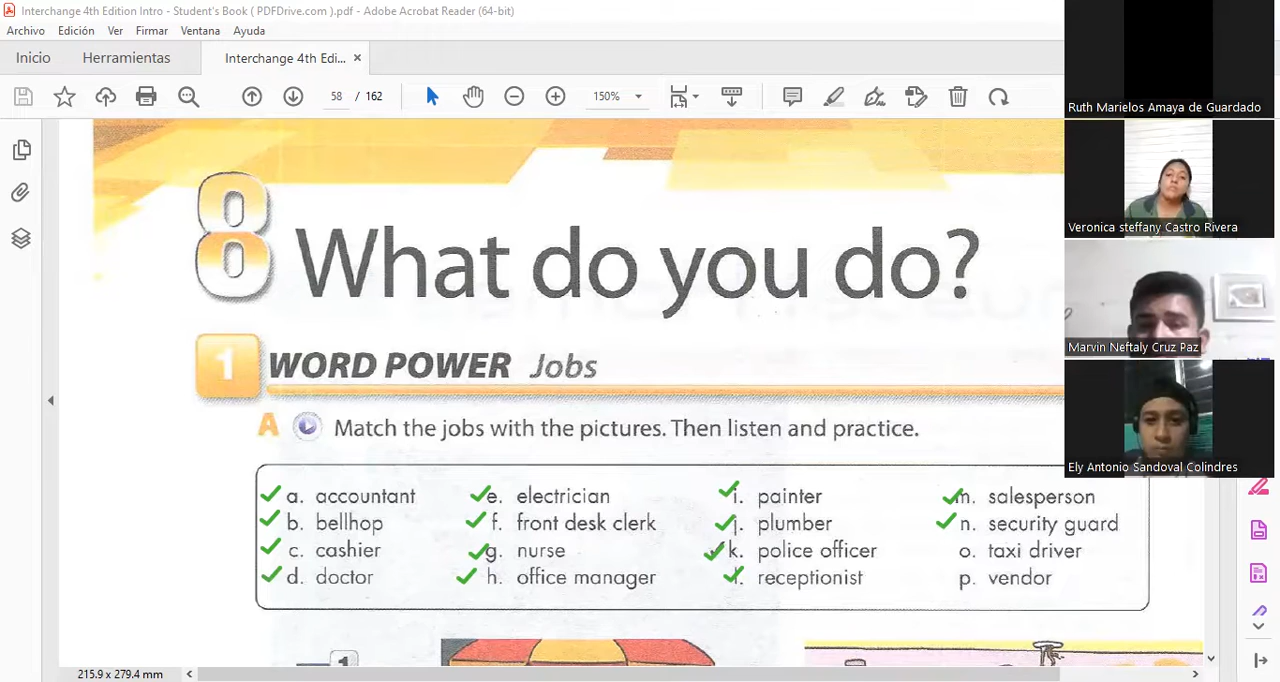 Interchange 4th Edition Intro - Student's Book ( PDFDrive.com ).pdf - Adobe Acrobat Reader (64-bit)
Archivo Edición Ver Firmar Ventana Ayuda
Inicio Herramientas Interchange 4th Edi... ×
58 / 162 150%
Ruth Marielos Amaya de Guardado
Veronica steffany Castro Rivera
Marvin Neftaly Cruz Paz
Ely Antonio Sandoval Colindres
8 What do you do?
1 WORD POWER Jobs
A Match the jobs with the pictures. Then listen and practice.
a. accountant e. electrician i. painter m. salesperson
b. bellhop f. front desk clerk j. plumber n. security guard
c. cashier g. nurse k. police officer o. taxi driver
d. doctor h. office manager l. receptionist p. vendor
1
215.9 x 279.4 mm